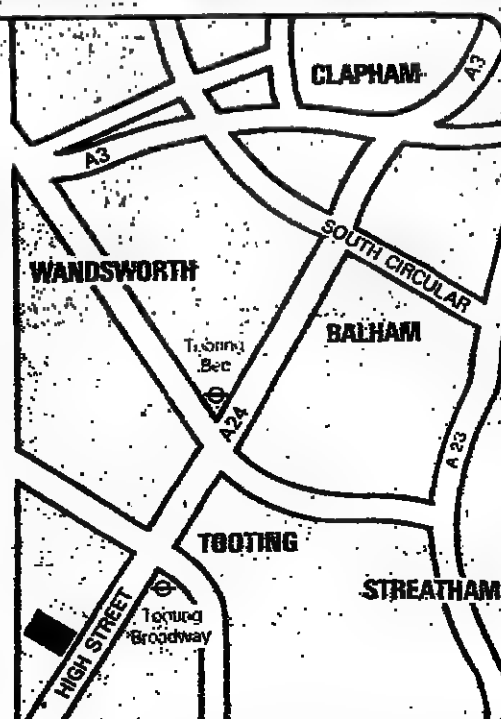 CLAPHAM
A3
A3
SOUTH CIRCULAR
WANDSWORTH
BALHAM
Tooting
Bec
A24
A 23
TOOTING
STREATHAM
HIGH STREET
Tooting
Broadway